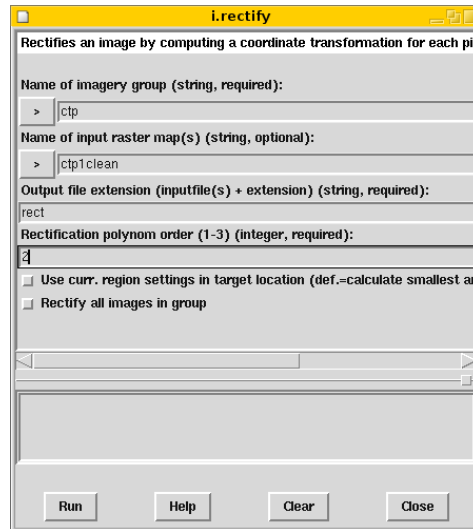 i.rectify
Rectifies an image by computing a coordinate transformation for each pi
Name of imagery group (string, required):
> ctp
Name of input raster map(s) (string, optional):
> ctp1clean
Output file extension (inputfile(s) + extension) (string, required):
rect
Rectification polynom order (1-3) (integer, required):
2
Use curr. region settings in target location (def.=calculate smallest ar
Rectify all images in group
Run Help Clear Close